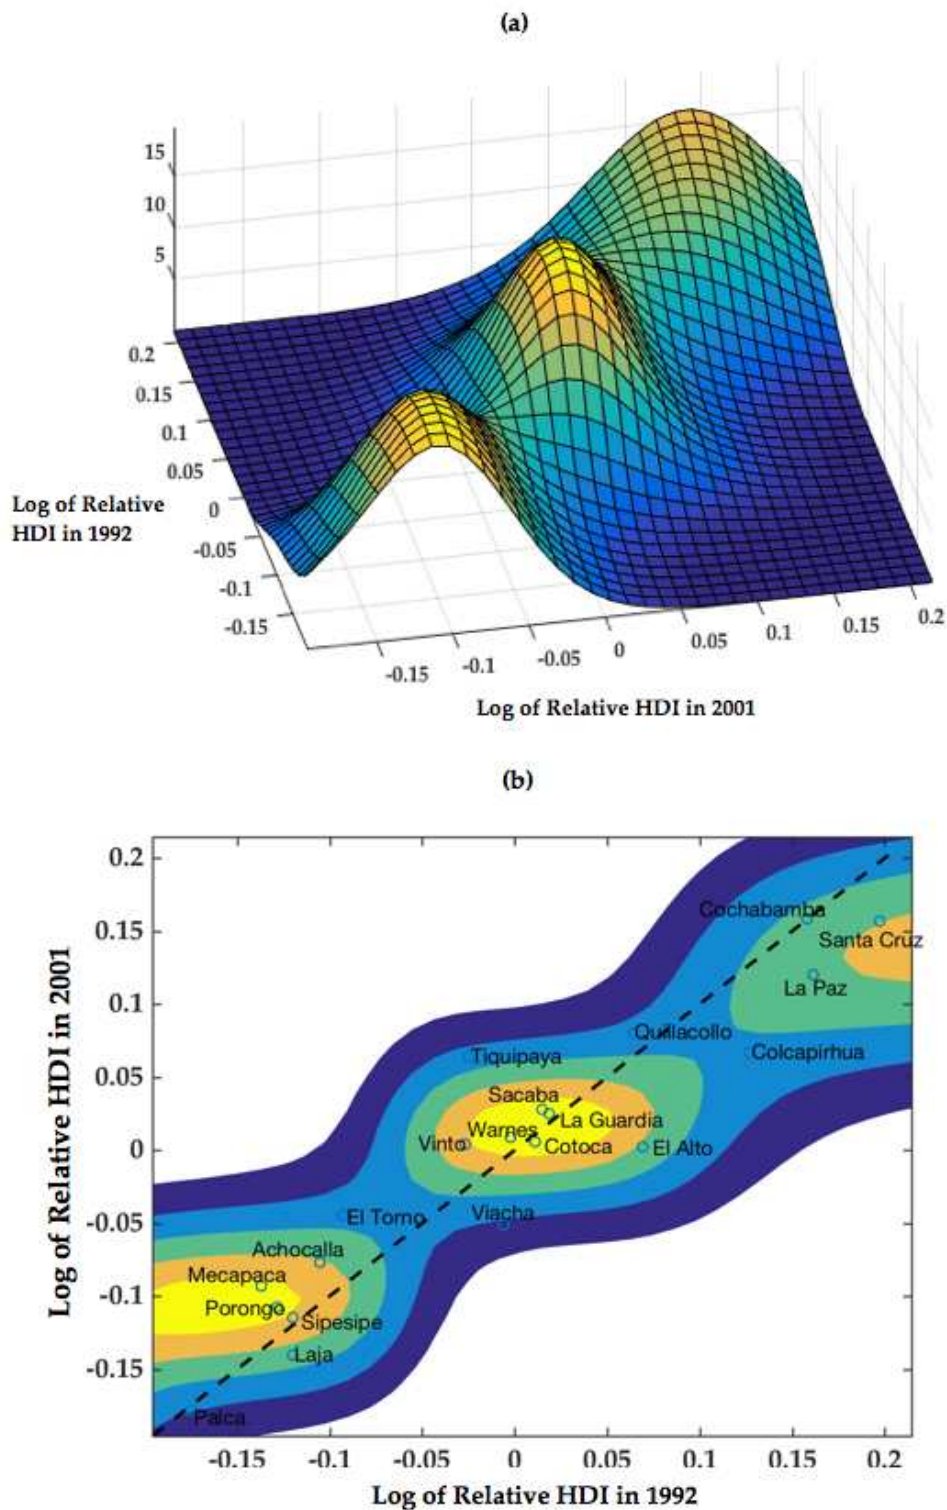 (a)
15
10
5
0.2
0.15
0.1
0.05
0
-0.05
-0.1
-0.15
Log of Relative
HDI in 1992
-0.15
-0.1
-0.05
0
0.05
0.1
0.15
0.2
Log of Relative HDI in 2001
(b)
0.2
0.15
0.1
0.05
0
-0.05
-0.1
-0.15
Log of Relative HDI in 2001
Cochabamba
Santa Cruz
La Paz
Quillacollo
Colcapirhua
Tiquipaya
Sacaba
La Guardia
Warnes
Vinto
Cotoca
El Alto
Viacha
El Torno
Achocalla
Mecapaca
Porongo
Sipesipe
Laja
Palca
-0.15
-0.1
-0.05
0
0.05
0.1
0.15
0.2
Log of Relative HDI in 1992